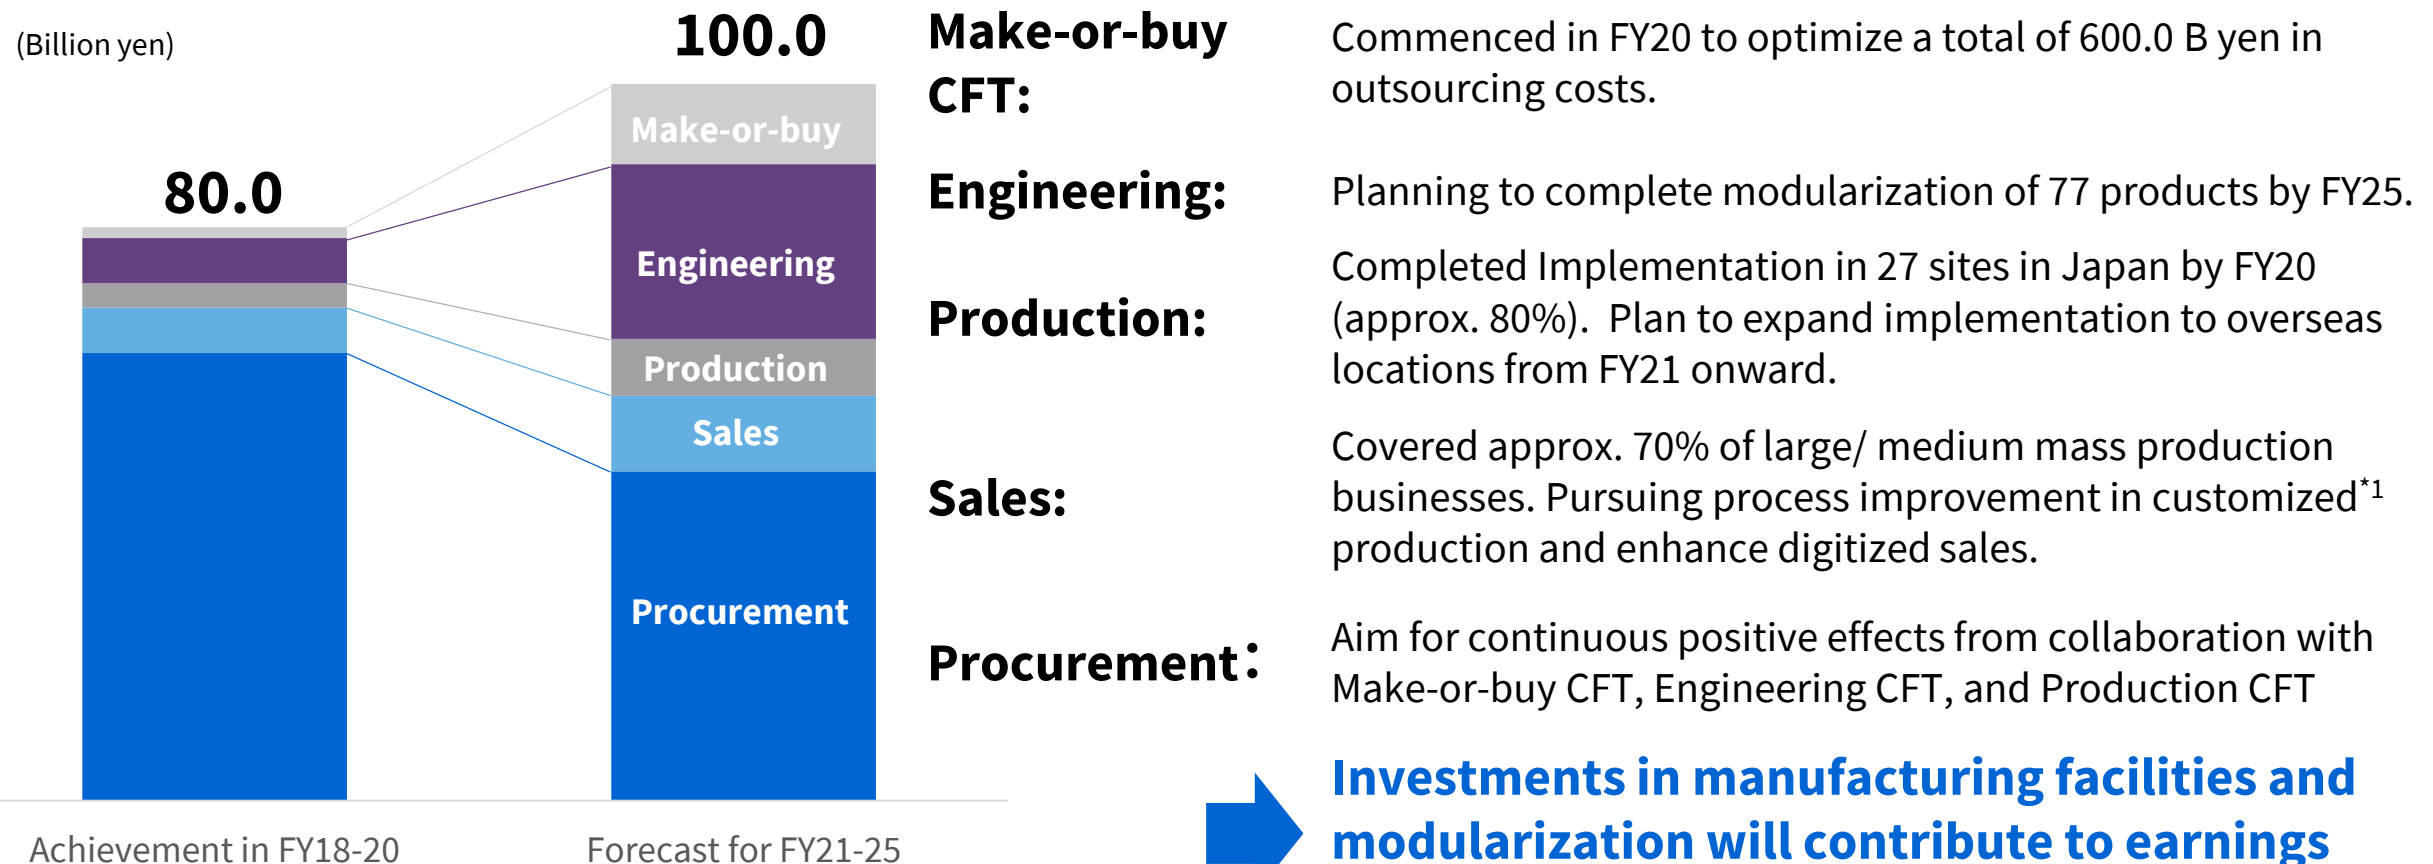 (Billion yen)
80.0
100.0
Make-or-buy
Engineering
Production
Sales
Procurement
Achievement in FY18-20
Forecast for FY21-25
Make-or-buy
CFT:
Commenced in FY20 to optimize a total of 600.0 B yen in
outsourcing costs.
Engineering:
Planning to complete modularization of 77 products by FY25.
Production:
Completed Implementation in 27 sites in Japan by FY20
(approx. 80%).  Plan to expand implementation to overseas
locations from FY21 onward.
Sales:
Covered approx. 70% of large/ medium mass production
businesses. Pursuing process improvement in customized*1
production and enhance digitized sales.
Procurement：
Aim for continuous positive effects from collaboration with
Make-or-buy CFT, Engineering CFT, and Production CFT
Investments in manufacturing facilities and
modularization will contribute to earnings